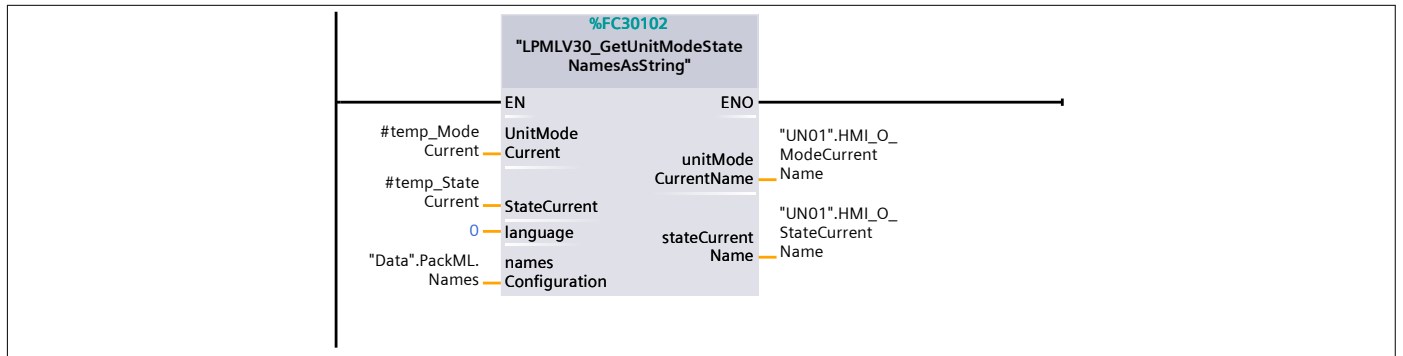 %FC30102
"LPMLV30_GetUnitModeState
NamesAsString"
EN
ENO
#temp_Mode
Current
UnitMode
Current
unitMode
CurrentName
"UN01".HMI_O_
ModeCurrent
Name
#temp_State
Current
StateCurrent
0
language
stateCurrent
Name
"UN01".HMI_O_
StateCurrent
Name
"Data".PackML.
Names
names
Configuration